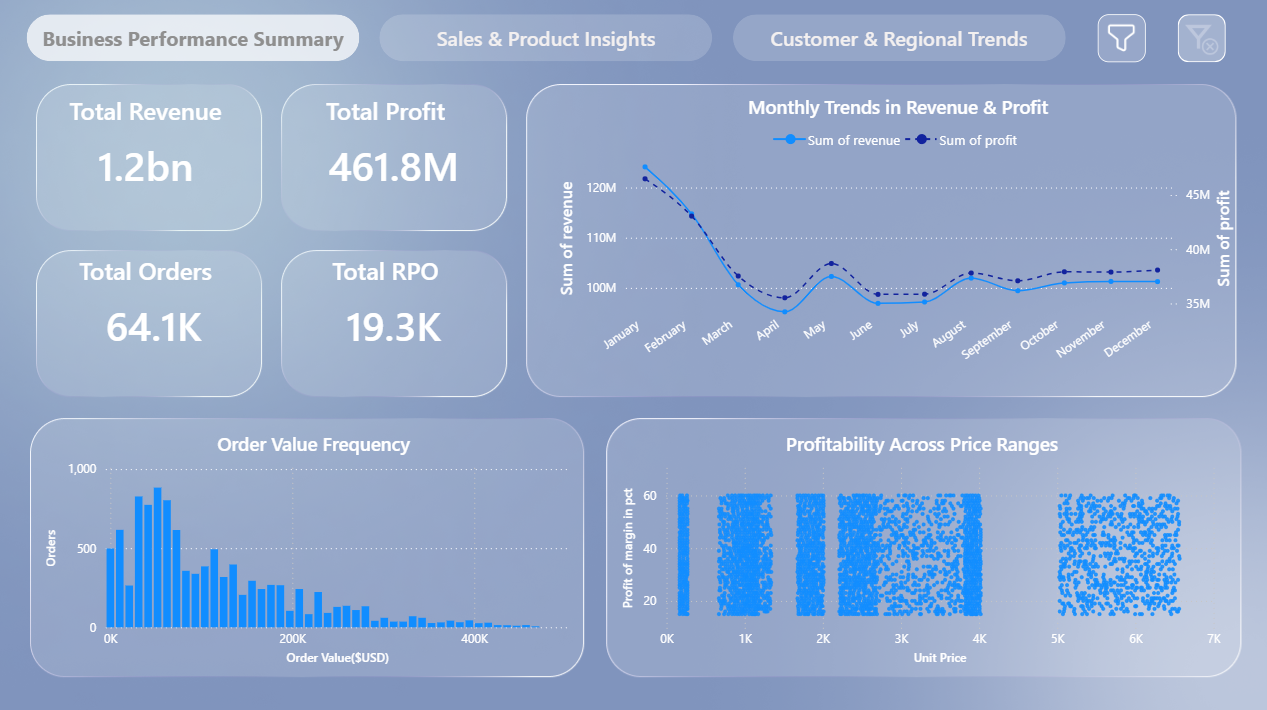 Business Performance Summary
Sales & Product Insights
Customer & Regional Trends
Total Revenue
1.2bn
Total Profit
461.8M
Total Orders
64.1K
Total RPO
19.3K
Monthly Trends in Revenue & Profit
Sum of revenue
Sum of profit
Sum of revenue
120M
110M
100M
45M
40M
35M
Sum of profit
January
February
March
April
May
June
July
August
September
October
November
December
Order Value Frequency
Orders
1,000
500
0
0K
200K
400K
Order Value($USD)
Profitability Across Price Ranges
Profit of margin in pct
60
40
20
0K
1K
2K
3K
4K
5K
6K
7K
Unit Price